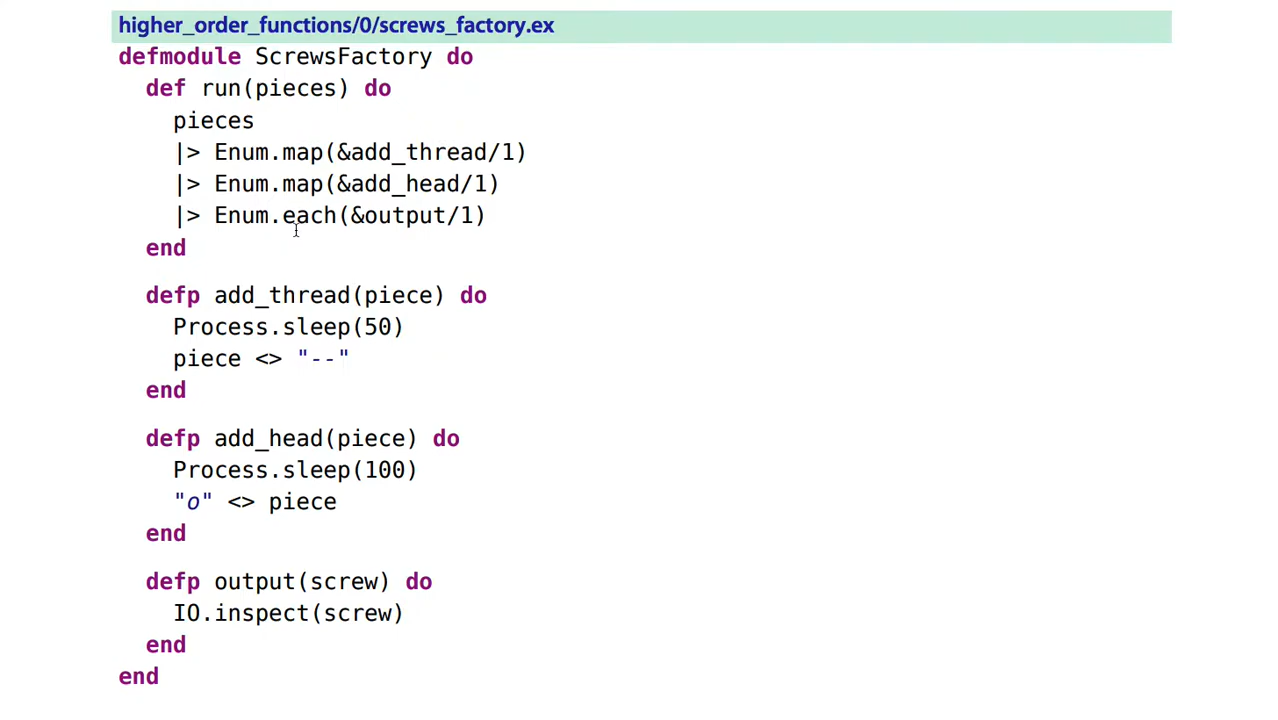 higher_order_functions/0/screws_factory.ex
defmodule ScrewsFactory do
  def run(pieces) do
    pieces
    |> Enum.map(&add_thread/1)
    |> Enum.map(&add_head/1)
    |> Enum.each(&output/1)
  end
  defp add_thread(piece) do
    Process.sleep(50)
    piece <> "--"
  end
  defp add_head(piece) do
    Process.sleep(100)
    "o" <> piece
  end
  defp output(screw) do
    IO.inspect(screw)
  end
end